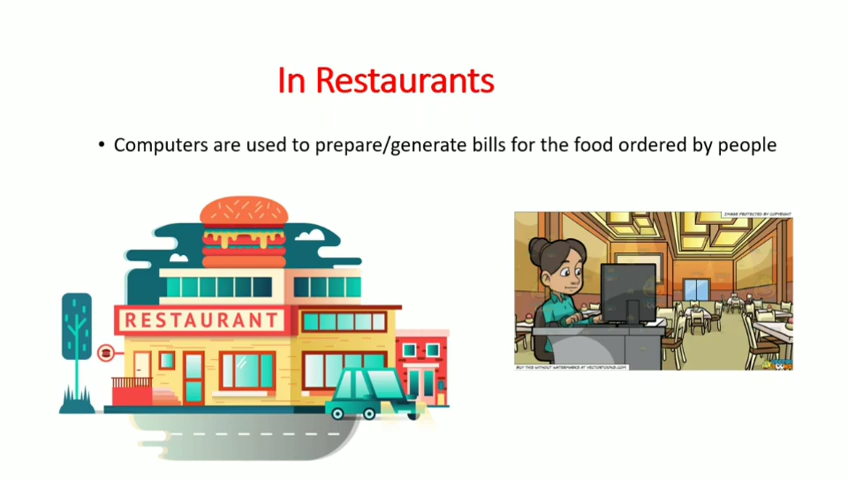 In Restaurants
• Computers are used to prepare/generate bills for the food ordered by people
RESTAURANT
IMAGE PROTECTED BY COPYRIGHT
BUY THIS WITHOUT WATERMARKS AT VECTORTOONS.COM